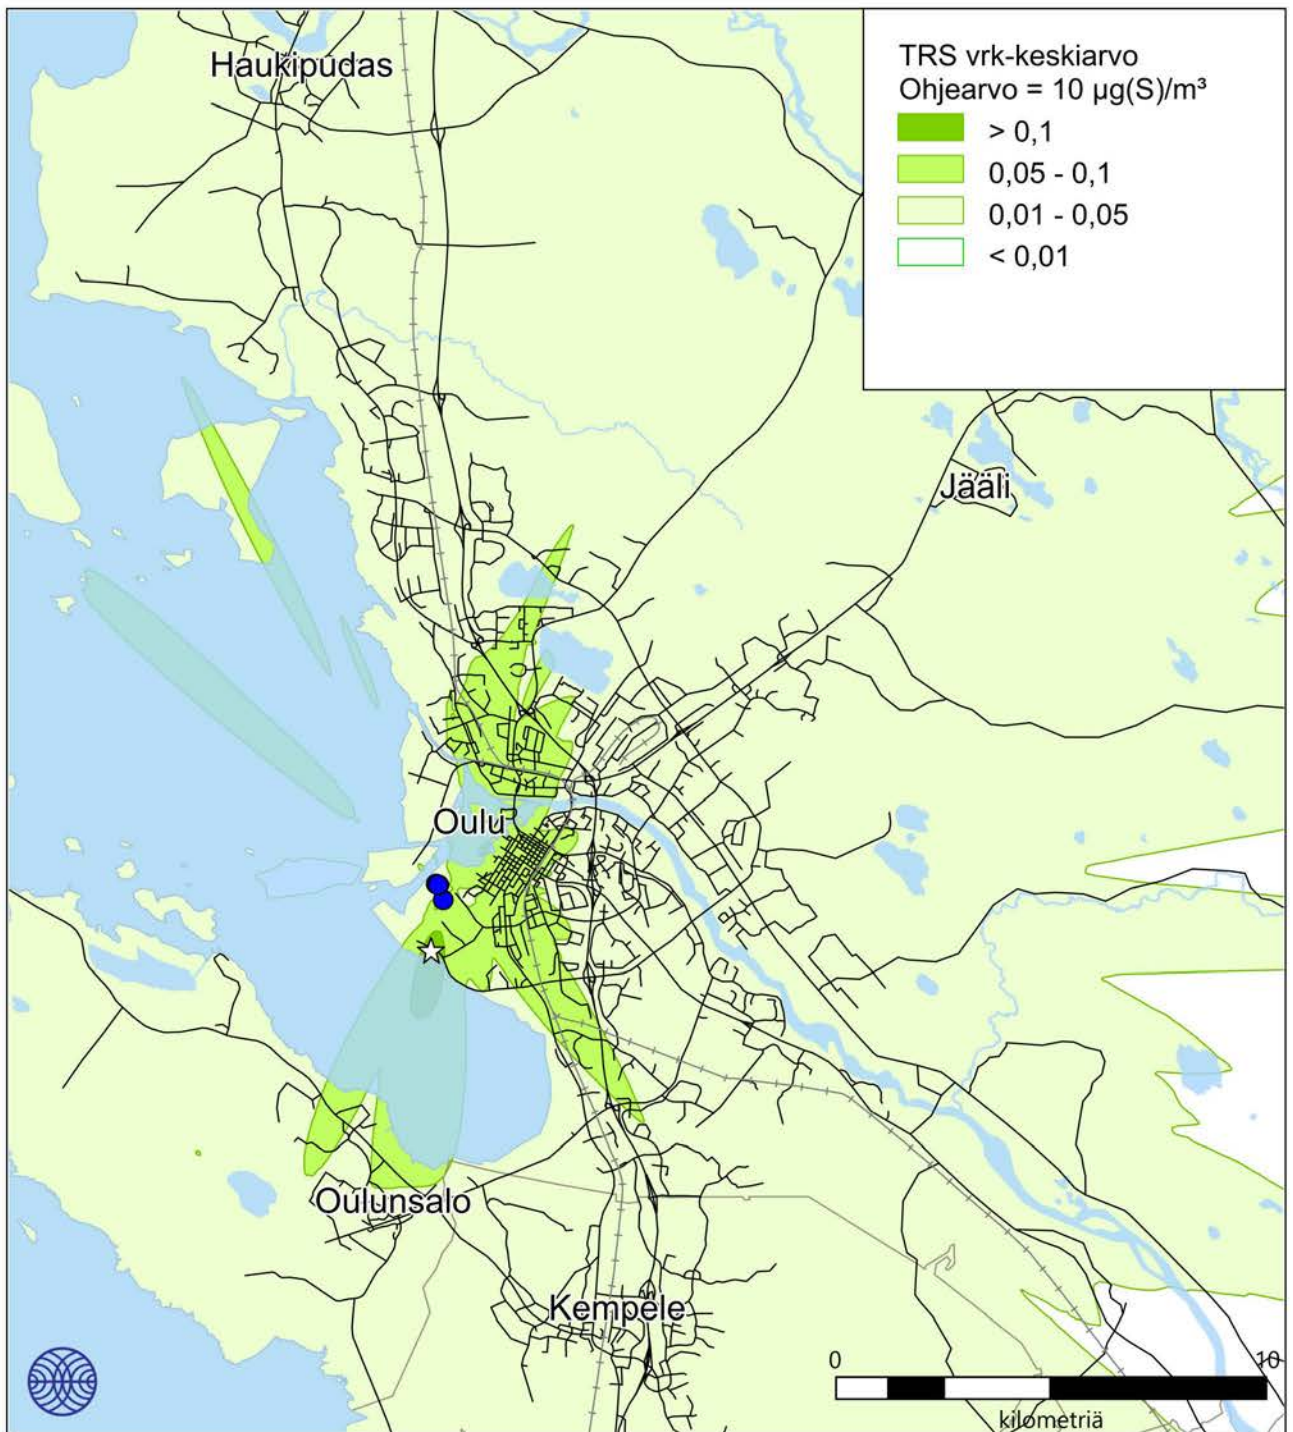 Haukipudas
TRS vrk-keskiarvo
Ohjearvo = 10 µg(S)/m³
> 0,1
0,05 - 0,1
0,01 - 0,05
< 0,01
Jääli
Oulu
Oulunsalo
Kempele
0 10
kilometriä